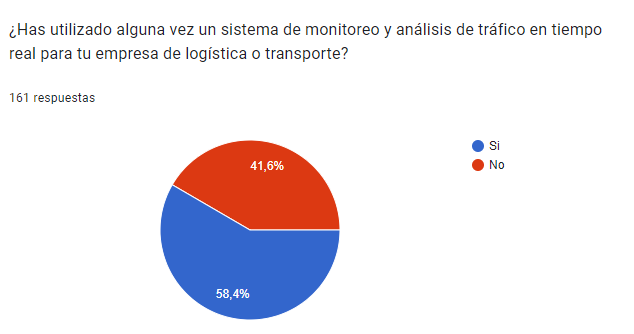 ¿Has utilizado alguna vez un sistema de monitoreo y análisis de tráfico en tiempo
real para tu empresa de logística o transporte?
161 respuestas
Si
No
41,6%
58,4%